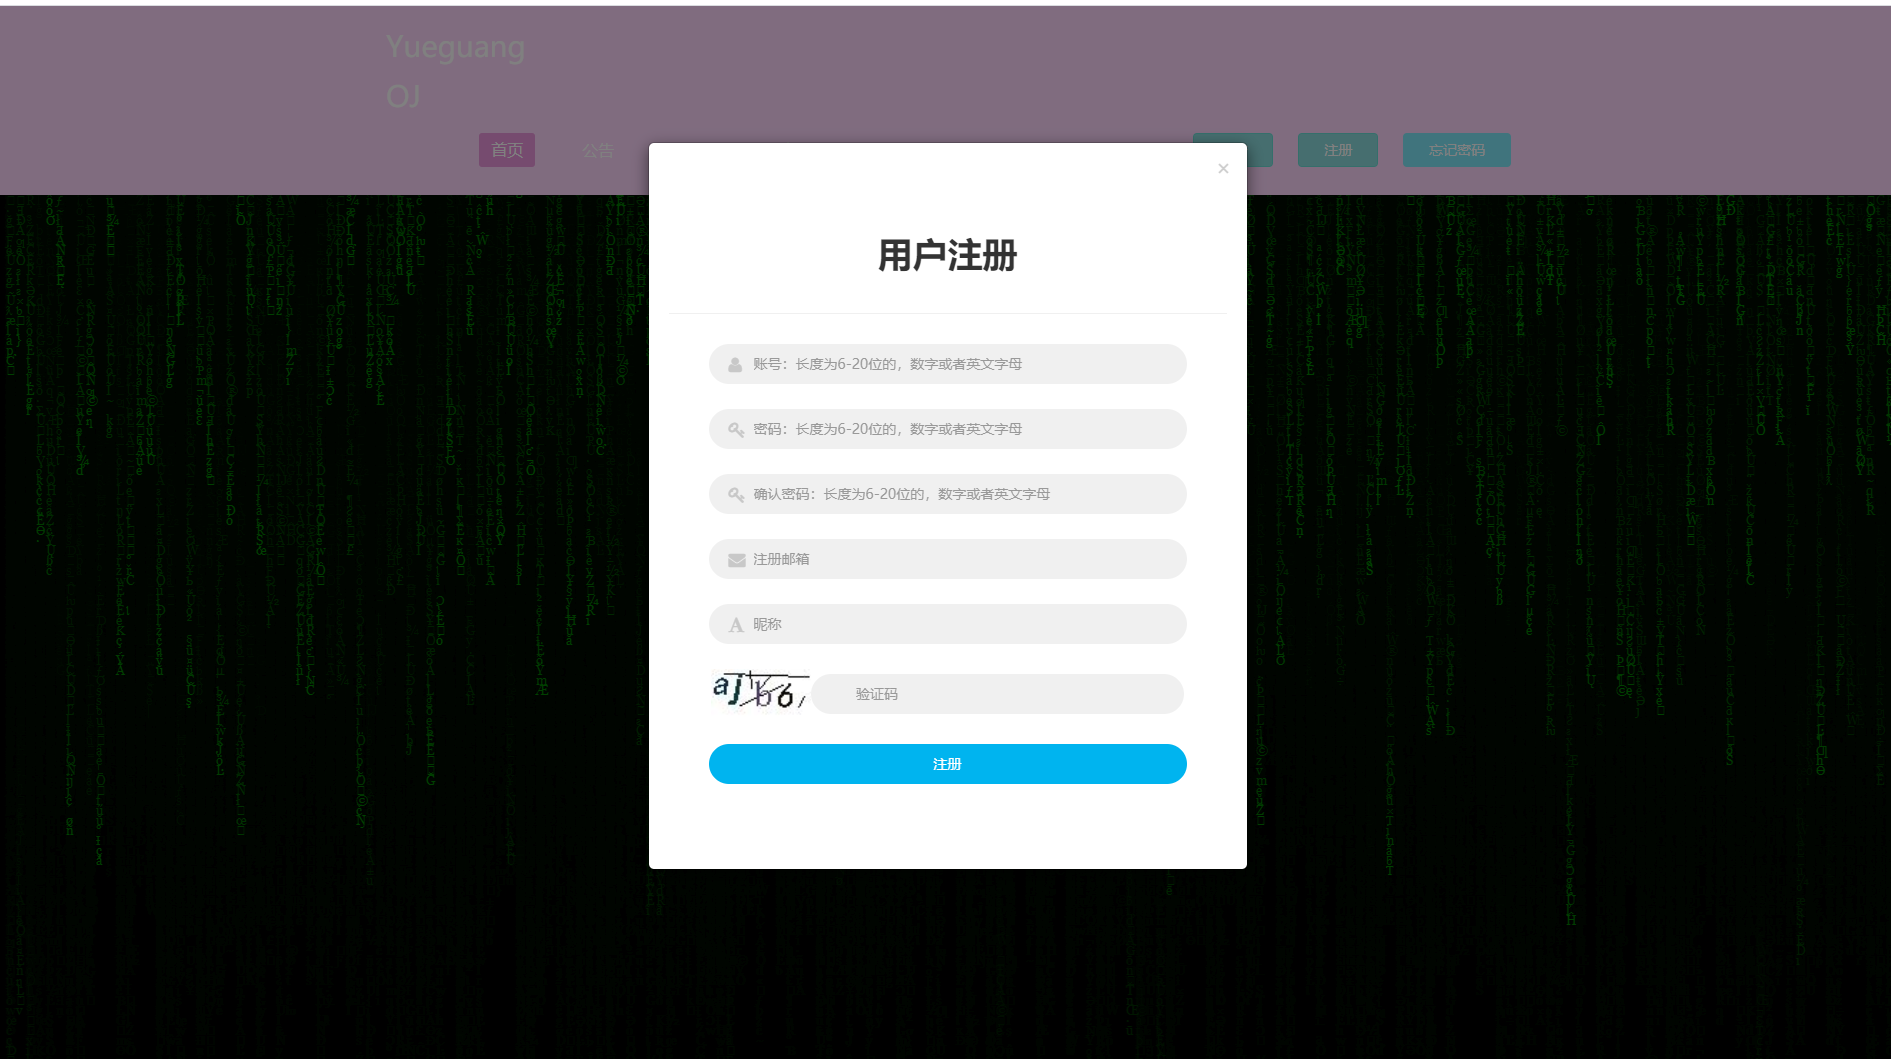 Yueguang
OJ
首页
公告
注册
忘记密码
×
用户注册
账号：长度为6-20位的，数字或者英文字母
密码：长度为6-20位的，数字或者英文字母
确认密码：长度为6-20位的，数字或者英文字母
注册邮箱
昵称
ajb6
验证码
注册